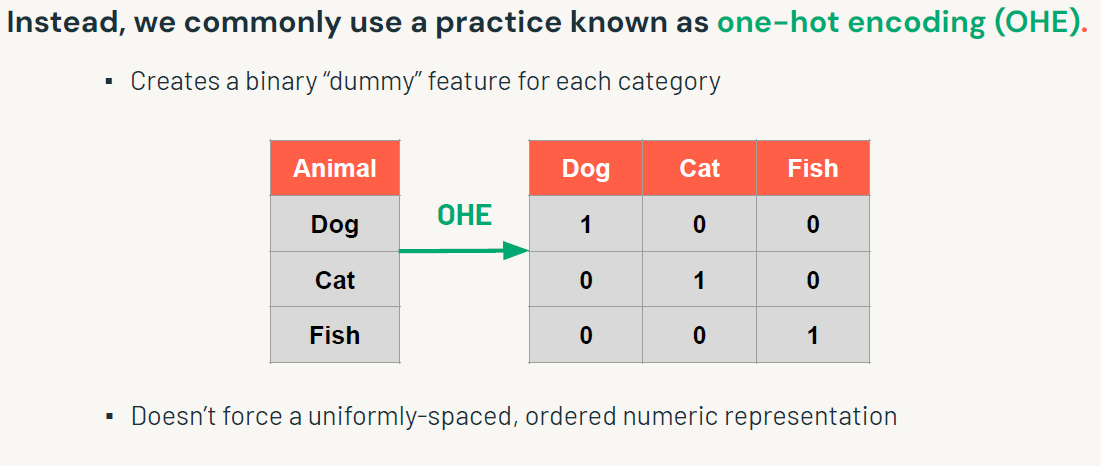 Instead, we commonly use a practice known as one-hot encoding (OHE).
▪ Creates a binary “dummy” feature for each category
Animal Dog Cat Fish
OHE
Dog 1 0 0
Cat 0 1 0
Fish 0 0 1
▪ Doesn’t force a uniformly-spaced, ordered numeric representation